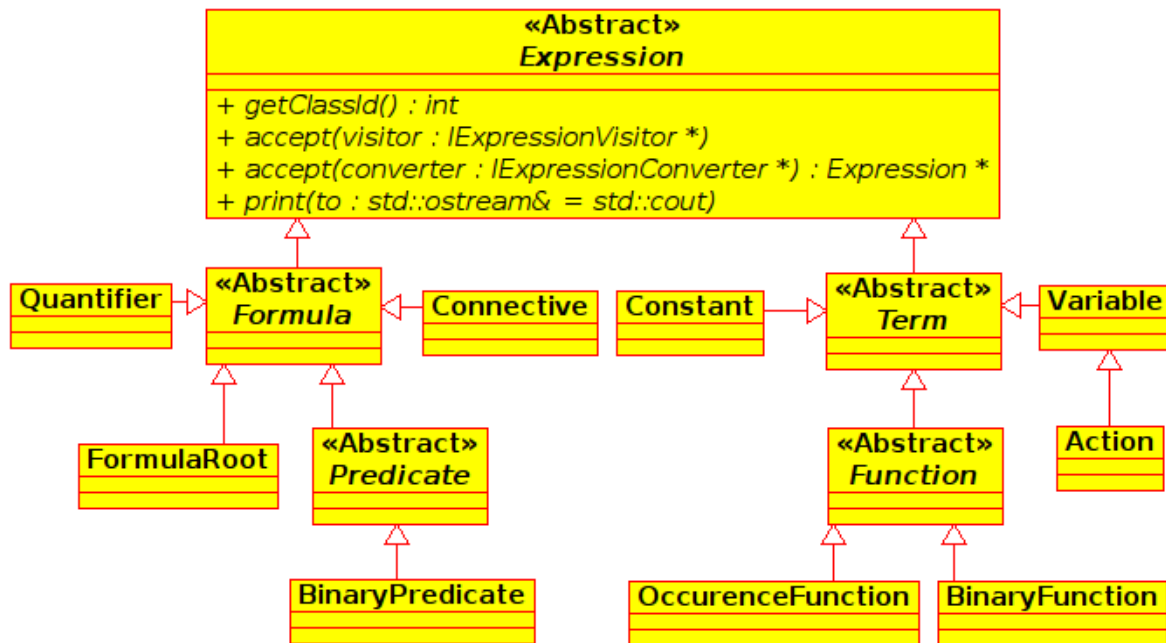 «Abstract»
Expression
+ getClassId() : int
+ accept(visitor : IExpressionVisitor *)
+ accept(converter : IExpressionConverter *) : Expression *
+ print(to : std::ostream& = std::cout)
Quantifier
«Abstract»
Formula
Connective
Constant
«Abstract»
Term
Variable
FormulaRoot
«Abstract»
Predicate
«Abstract»
Function
Action
BinaryPredicate
OccurenceFunction
BinaryFunction